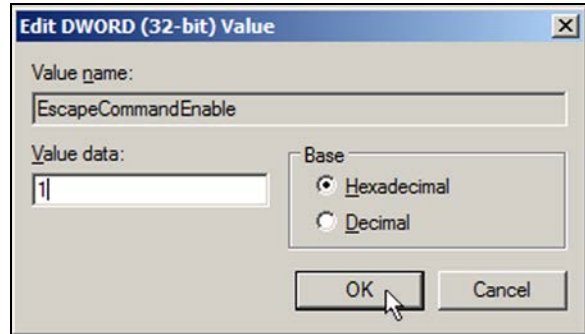 Edit DWORD (32-bit) Value
Value name:
EscapeCommandEnable
Value data:
1
Base
Hexadecimal
Decimal
OK
Cancel